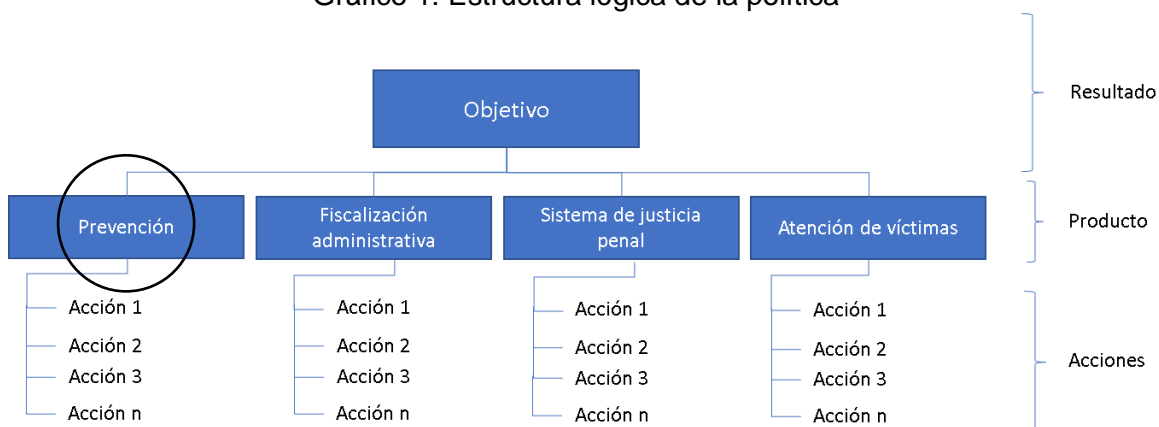 Gráfico 1. Estructura lógica de la política
Objetivo
Resultado
Prevención
Fiscalización
administrativa
Sistema de justicia
penal
Atención de víctimas
Producto
Acción 1
Acción 2
Acción 3
Acción n
Acción 1
Acción 2
Acción 3
Acción n
Acción 1
Acción 2
Acción 3
Acción n
Acción 1
Acción 2
Acción 3
Acción n
Acciones